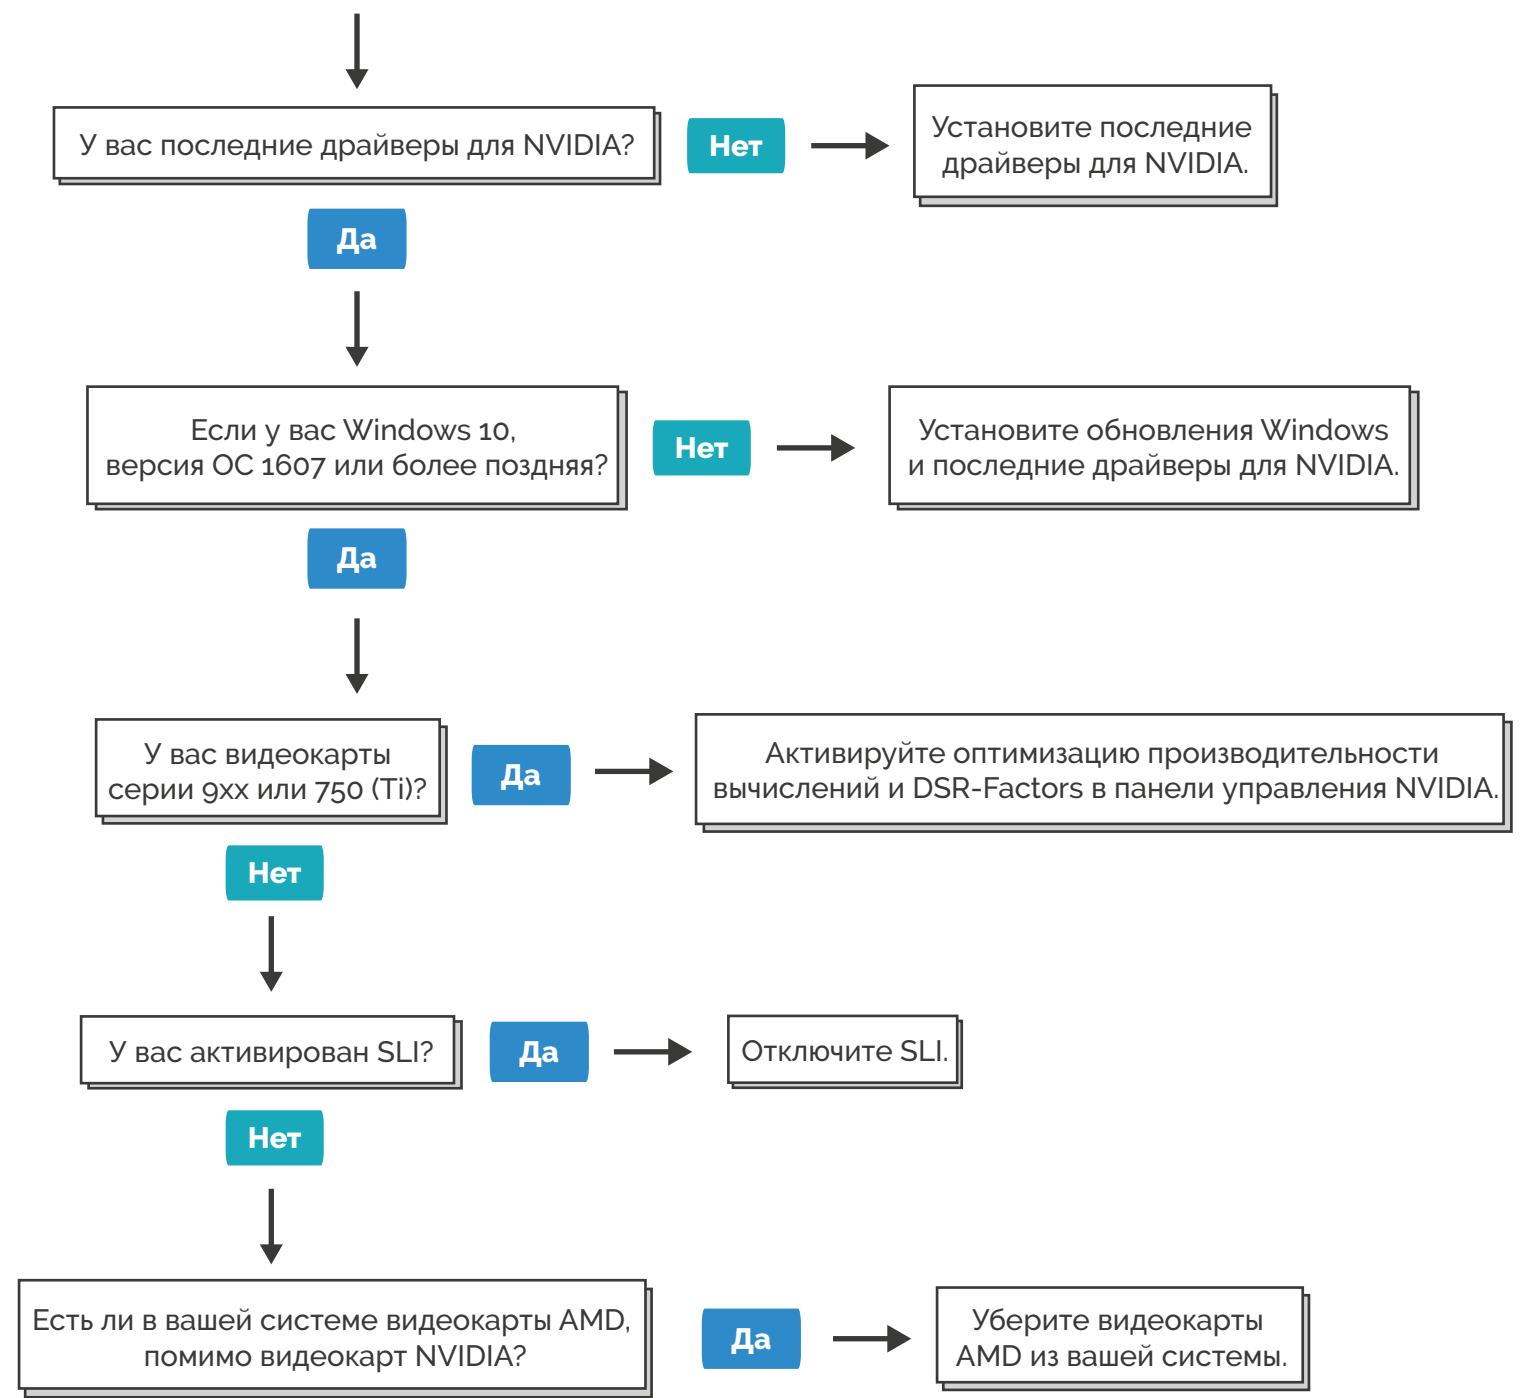 У вас последние драйверы для NVIDIA?
Нет
Установите последние
драйверы для NVIDIA.
Да
Если у вас Windows 10,
версия ОС 1607 или более поздняя?
Нет
Установите обновления Windows
и последние драйверы для NVIDIA.
Да
У вас видеокарты
серии 9xx или 750 (Ti)?
Да
Активируйте оптимизацию производительности
вычислений и DSR-Factors в панели управления NVIDIA.
Нет
У вас активирован SLI?
Да
Отключите SLI.
Нет
Есть ли в вашей системе видеокарты AMD,
помимо видеокарт NVIDIA?
Да
Уберите видеокарты
AMD из вашей системы.